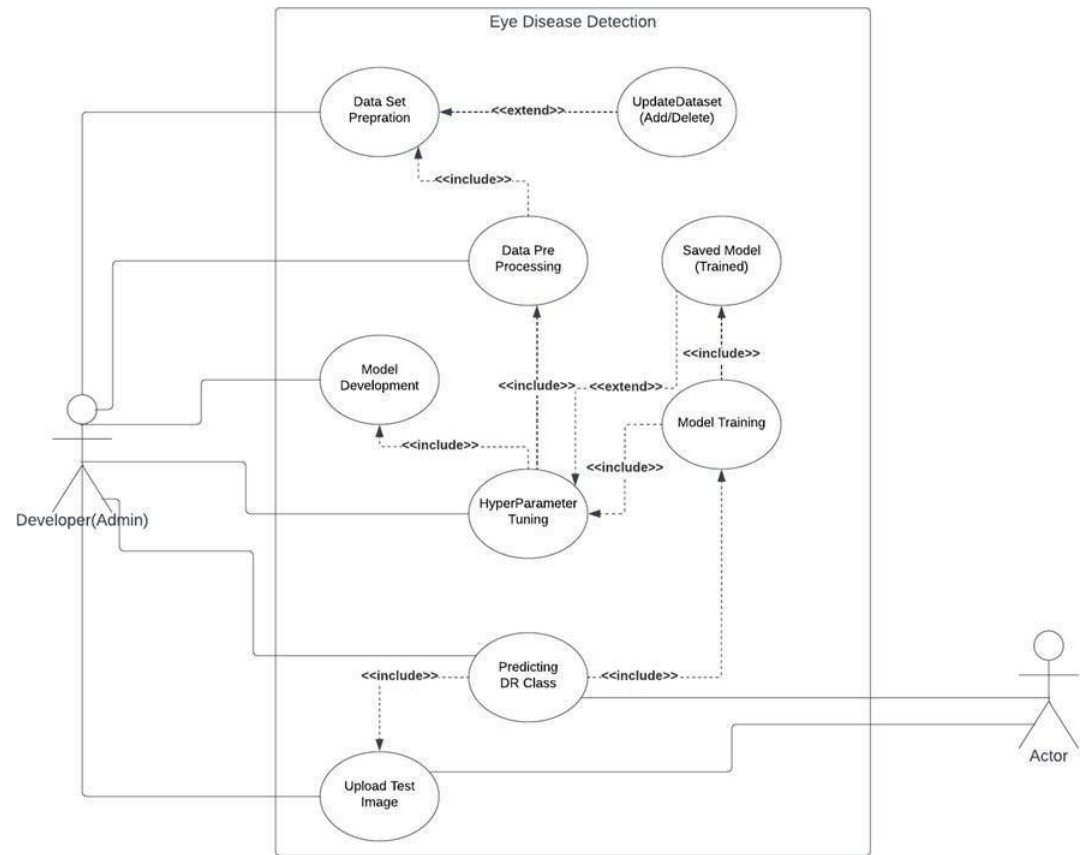 Eye Disease Detection
Data Set
Prepration
<<extend>>
UpdateDataset
(Add/Delete)
<<include>>
Data Pre
Processing
Saved Model
(Trained)
<<include>>
Model
Development
<<include>>
<<extend>>
Model Training
<<include>>
<<include>>
HyperParameter
Tuning
Developer(Admin)
Predicting
DR Class
<<include>>
<<include>>
Actor
Upload Test
Image